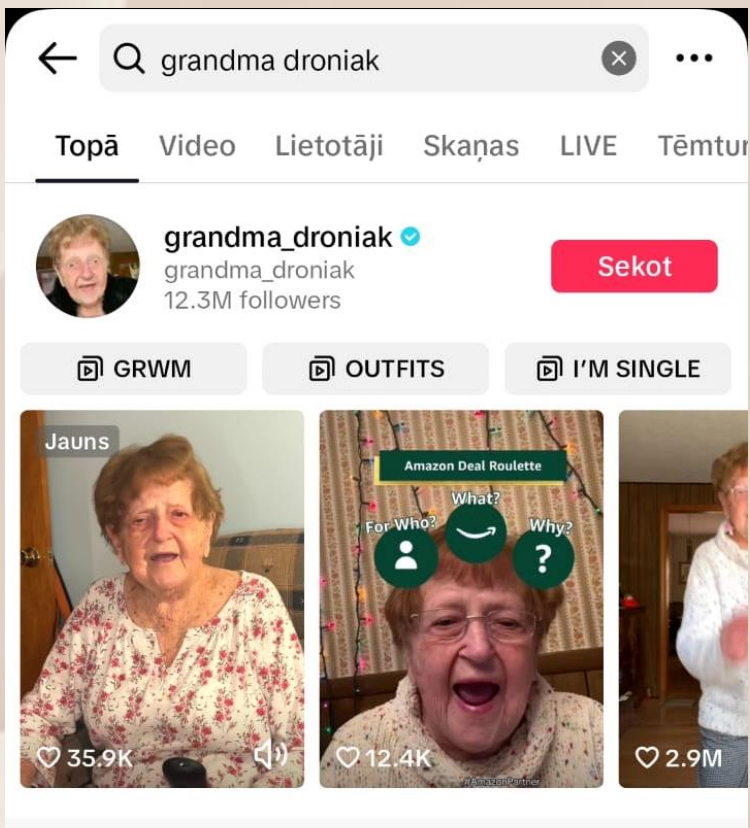 grandma droniak
Topā Video Lietotāji Skaņas LIVE Tēmtur
grandma_droniak
grandma_droniak
12.3M followers
Sekot
GRWM OUTFITS I'M SINGLE
Jauns
Amazon Deal Roulette
What?
For Who? Why?
?
35.9K 12.4K 2.9M
#AmazonPartner